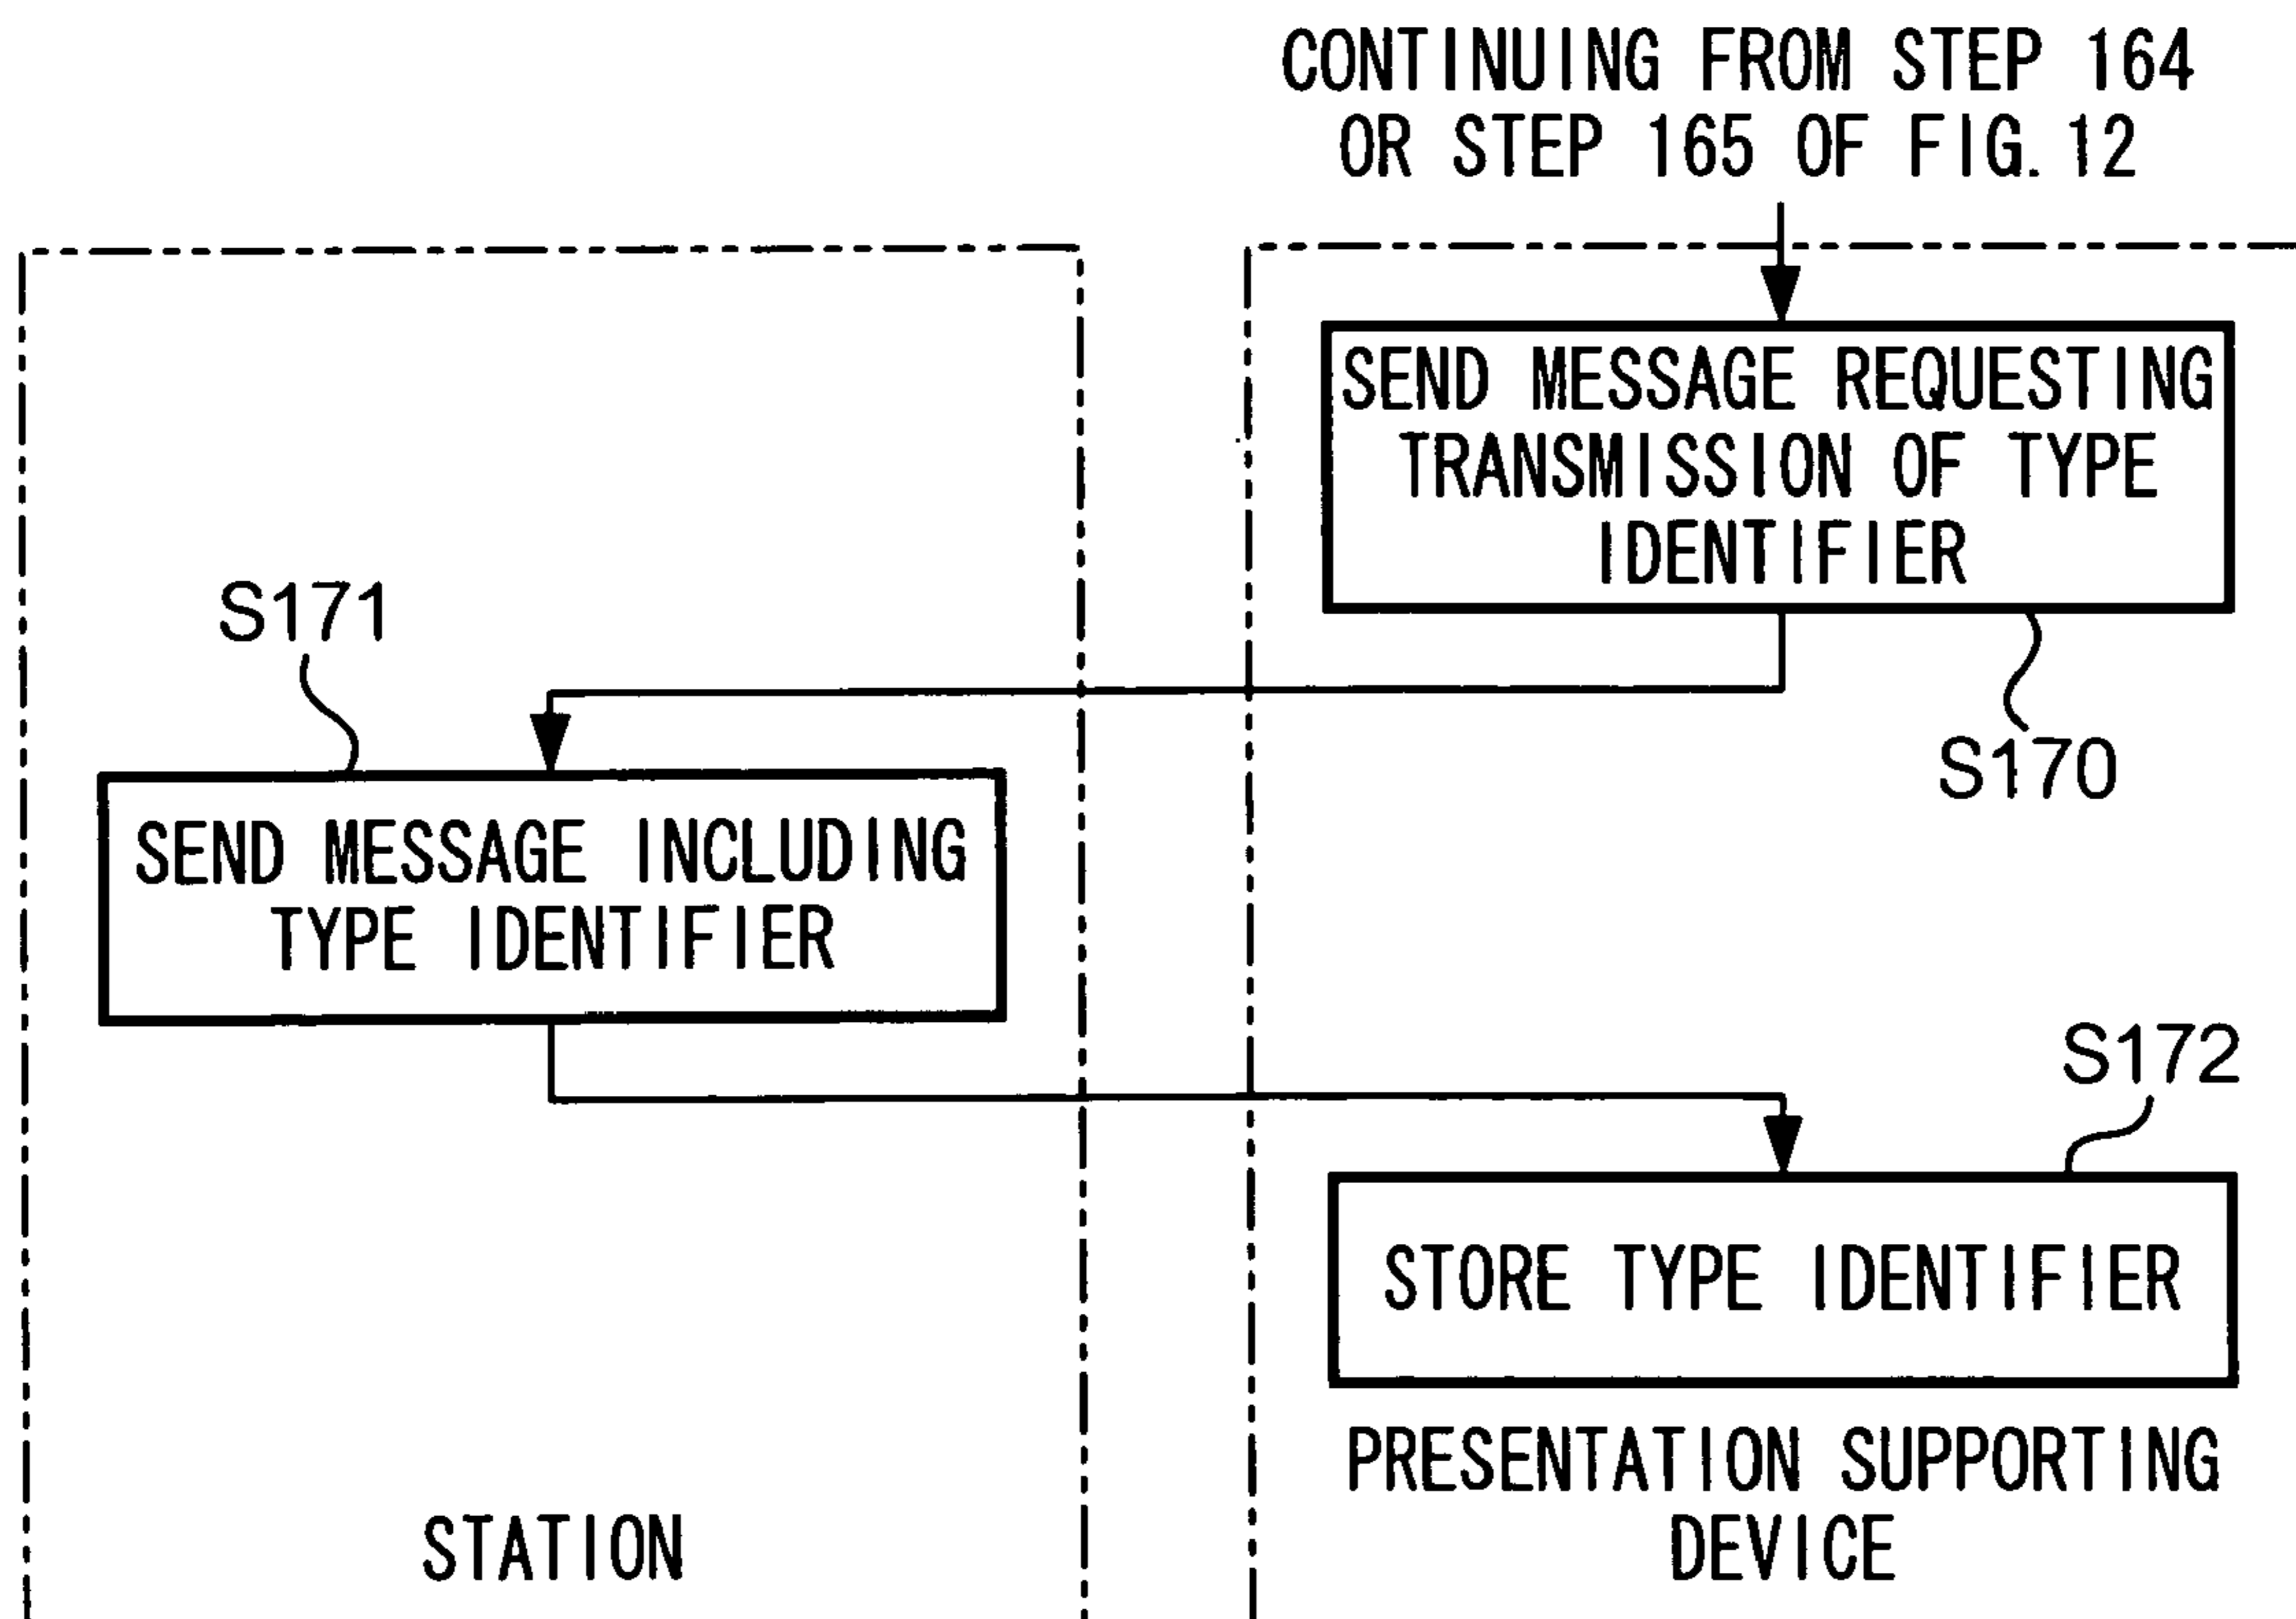 CONTINUING FROM STEP 164
OR STEP 165 OF FIG. 12
SEND MESSAGE REQUESTING
TRANSMISSION OF TYPE
IDENTIFIER
S170
S171
SEND MESSAGE INCLUDING
TYPE IDENTIFIER
S172
STORE TYPE IDENTIFIER
STATION
PRESENTATION SUPPORTING
DEVICE